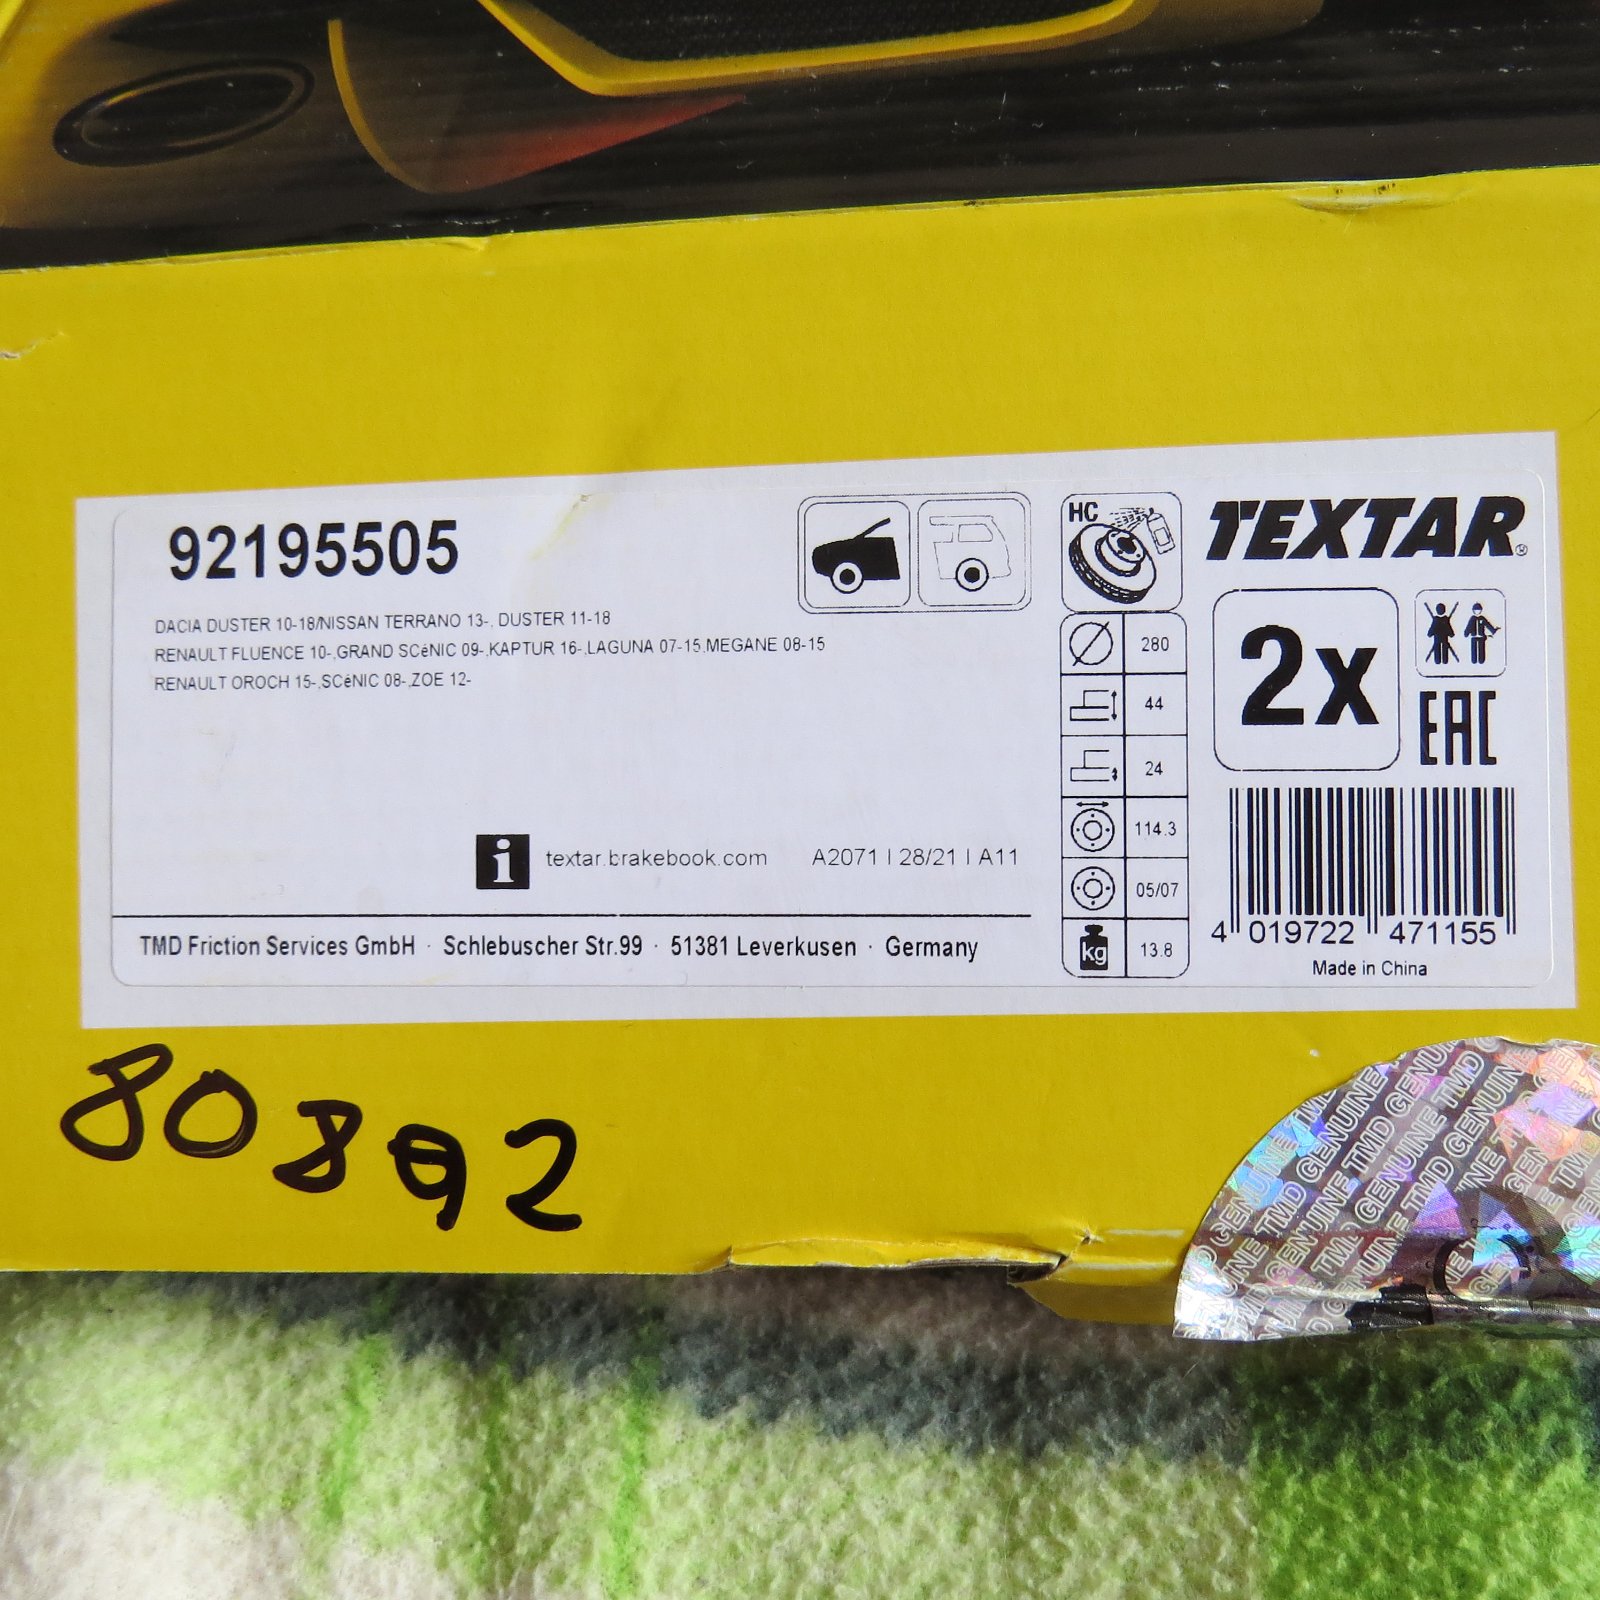 92195505
DACIA DUSTER 10-18/NISSAN TERRANO 13-, DUSTER 11-18
RENAULT FLUENCE 10-,GRAND SCéNIC 09-,KAPTUR 16-,LAGUNA 07-15,MEGANE 08-15
RENAULT OROCH 15-,SCéNIC 08-,ZOE 12-
i textar.brakebook.com A2071 | 28/21 | A11
TMD Friction Services GmbH · Schlebuscher Str.99 · 51381 Leverkusen · Germany
HC
280
44
24
114.3
05/07
kg 13.8
TEXTAR®
2x
EAC
4 019722 471155
Made in China
80892
TMD GENUINE TMD GENUINE